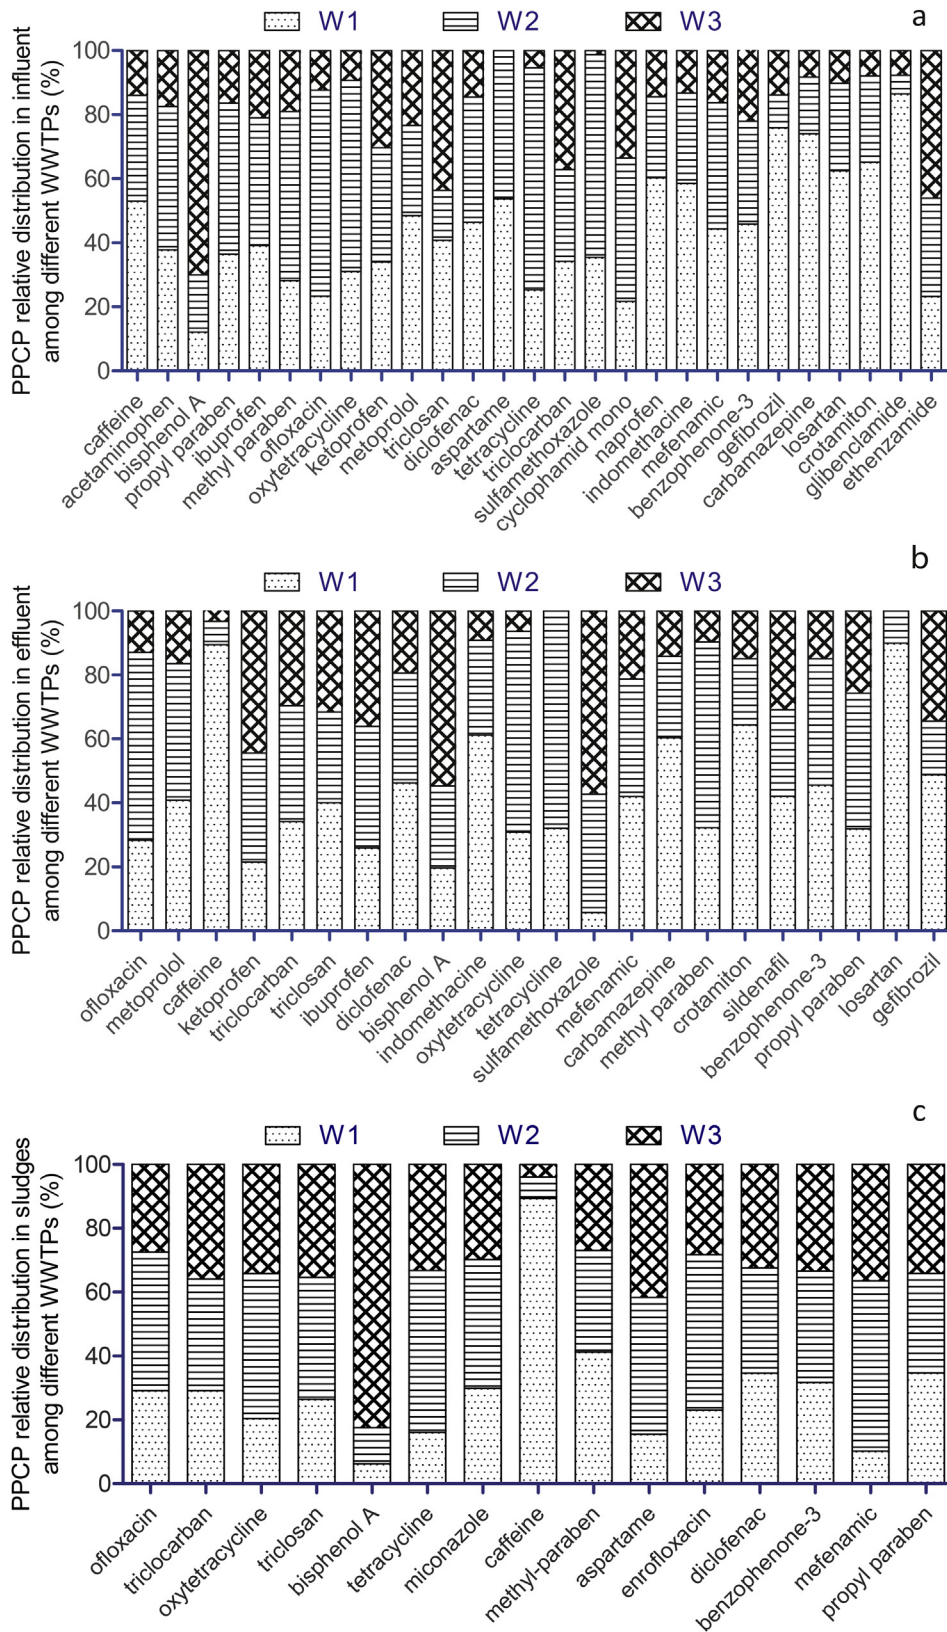 W1 W2 W3 a
PPCP relative distribution in influent
among different WWTPs (%)
100
80
60
40
20
0
caffeine
acetaminophen
bisphenol A
propyl paraben
ibuprofen
methyl paraben
ofloxacin
oxytetracycline
ketoprofen
metoprolol
triclosan
diclofenac
aspartame
tetracycline
triclocarban
sulfamethoxazole
cyclophamid mono
naprofen
indomethacine
mefenamic
benzophenone-3
gefibrozil
carbamazepine
losartan
crotamiton
glibenclamide
ethenzamide
W1 W2 W3 b
PPCP relative distribution in effluent
among different WWTPs (%)
100
80
60
40
20
0
ofloxacin
metoprolol
caffeine
ketoprofen
triclocarban
triclosan
ibuprofen
diclofenac
bisphenol A
indomethacine
oxytetracycline
tetracycline
sulfamethoxazole
mefenamic
carbamazepine
methyl paraben
crotamiton
sildenafil
benzophenone-3
propyl paraben
losartan
gefibrozil
W1 W2 W3 c
PPCP relative distribution in sludges
among different WWTPs (%)
100
80
60
40
20
0
ofloxacin
triclocarban
oxytetracycline
triclosan
bisphenol A
tetracycline
miconazole
caffeine
methyl-paraben
aspartame
enrofloxacin
diclofenac
benzophenone-3
mefenamic
propyl paraben